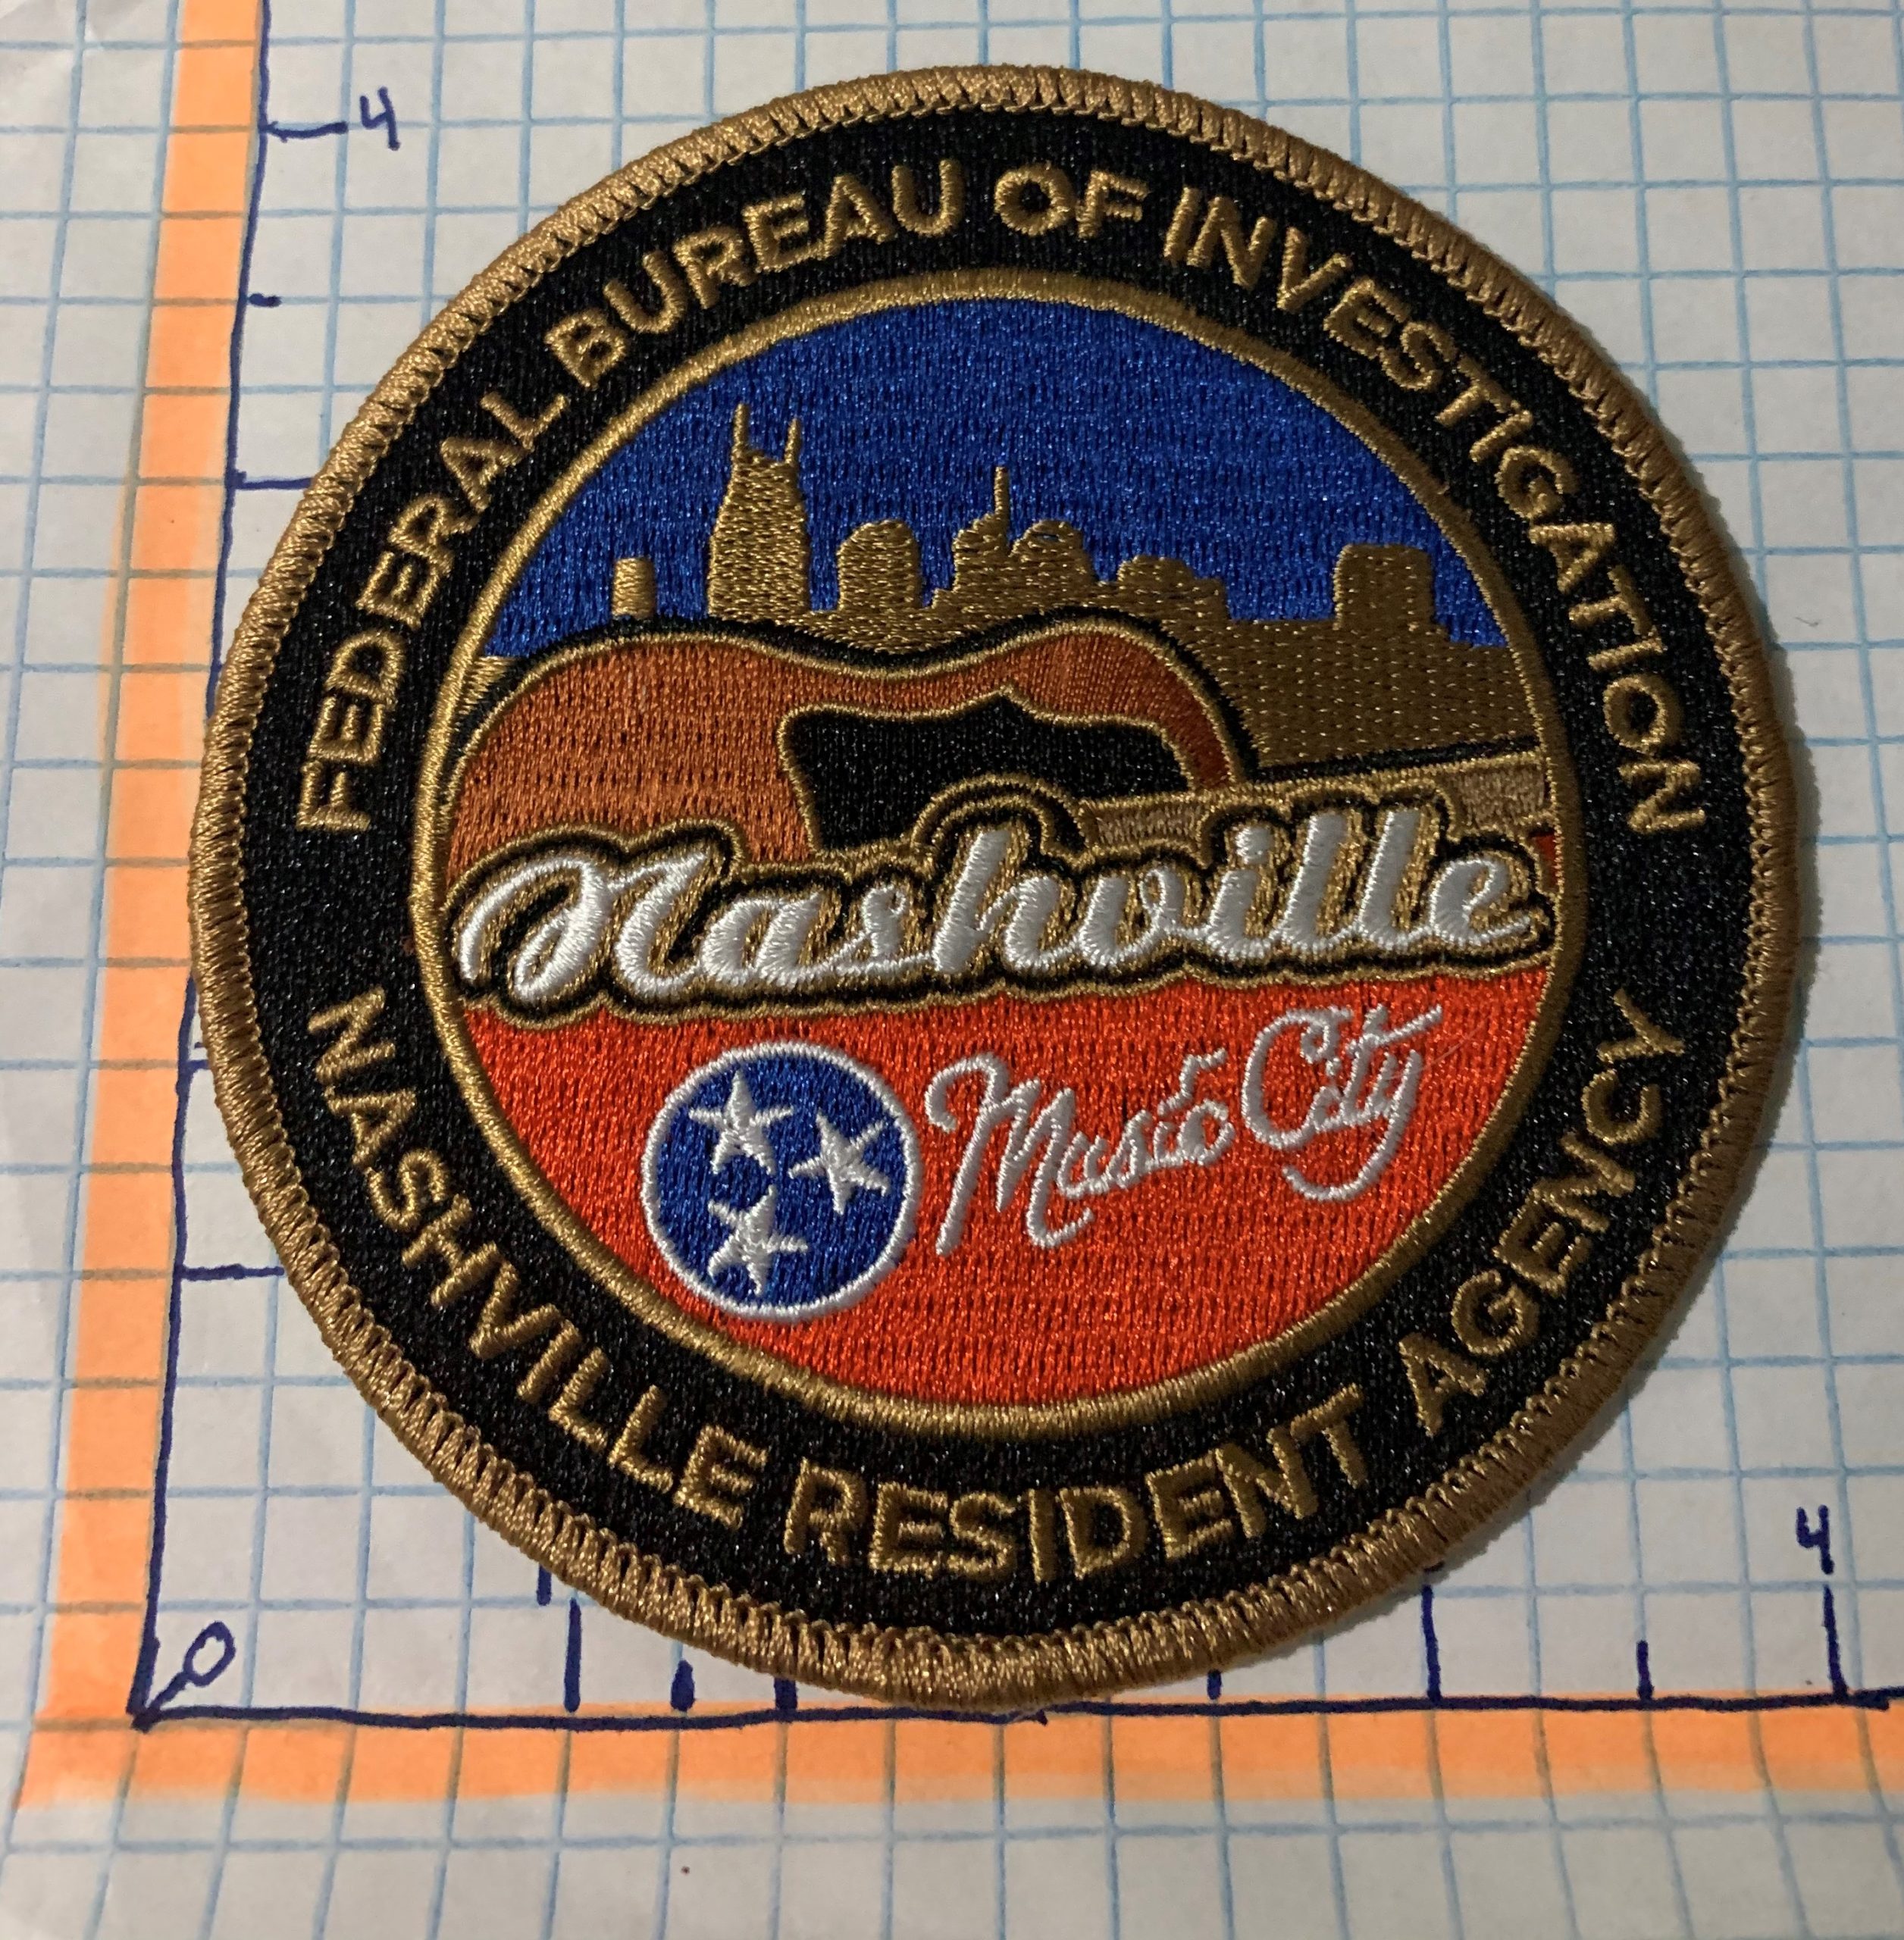 4
FEDERAL BUREAU OF INVESTIGATION
Nashville
Music City
NASHVILLE RESIDENT AGENCY
4
0